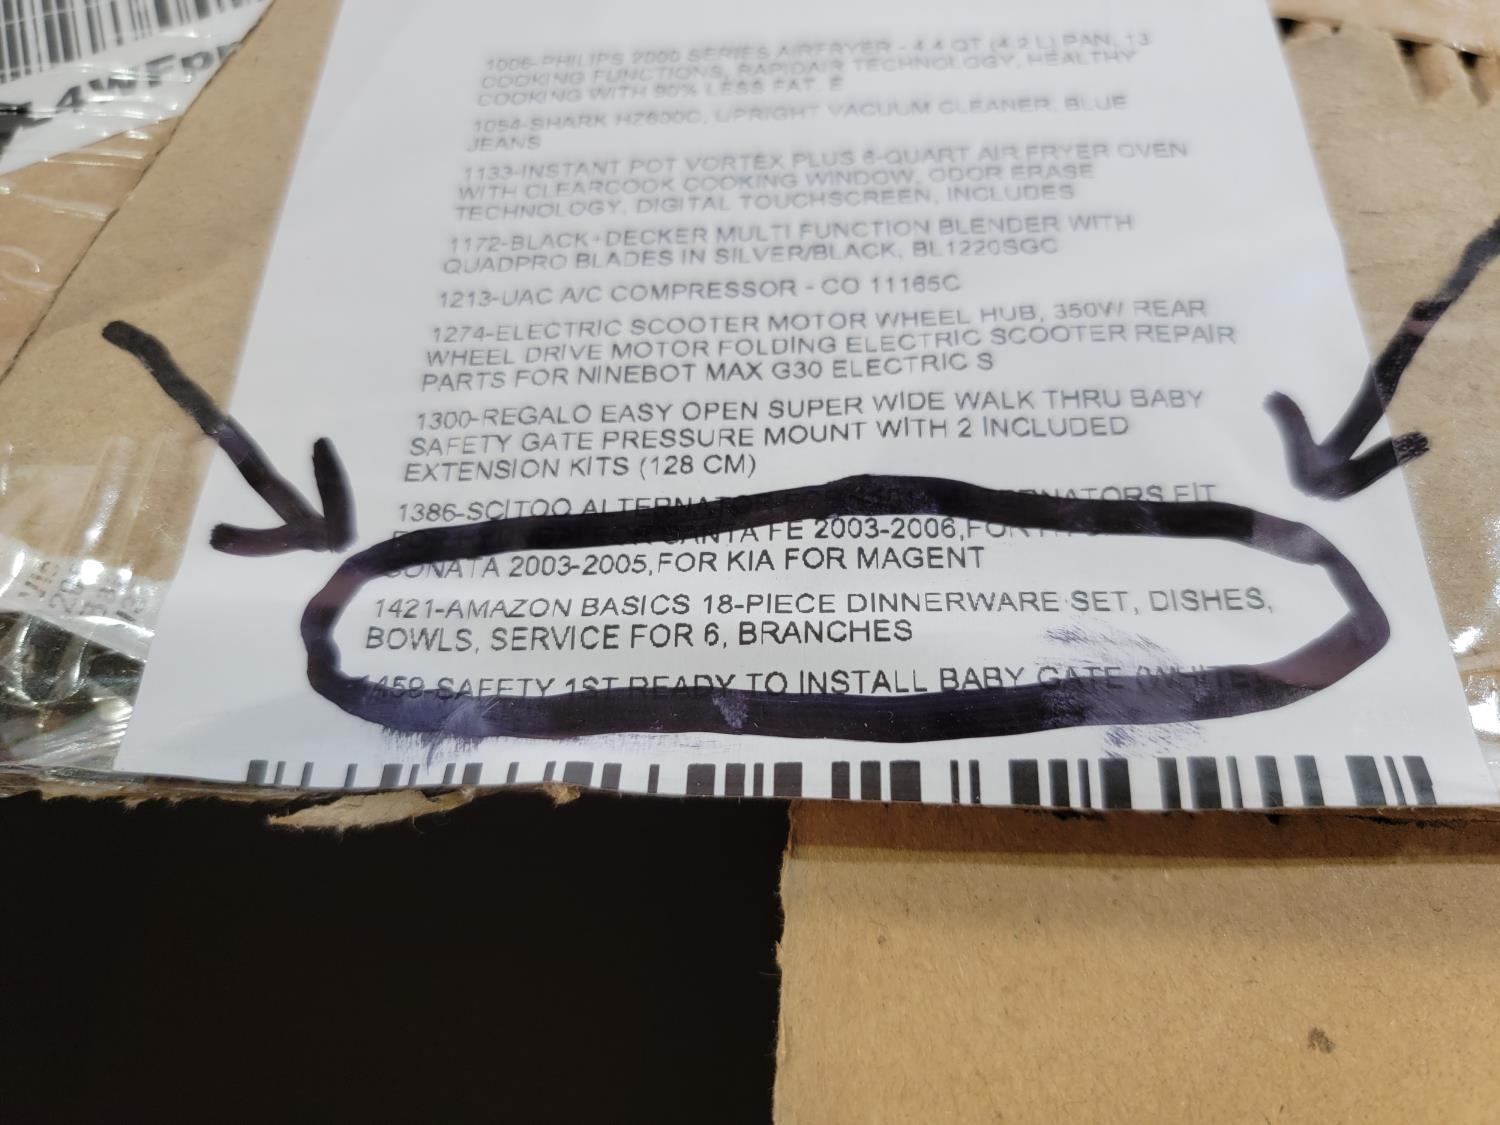 4WFp
1006-PHILIPS 2000 SERIES AIRFRYER - 4.4 QT (4.2 L) PAN, 13
COOKING FUNCTIONS, RAPIDAIR TECHNOLOGY, HEALTHY
COOKING WITH 90% LESS FAT, E
1054-SHARK HZ600C, UPRIGHT VACUUM CLEANER, BLUE
JEANS
1133-INSTANT POT VORTEX PLUS 6-QUART AIR FRYER OVEN
WITH CLEARCOOK COOKING WINDOW, ODOR ERASE
TECHNOLOGY, DIGITAL TOUCHSCREEN, INCLUDES
1172-BLACK+DECKER MULTI FUNCTION BLENDER WITH
QUADPRO BLADES IN SILVER/BLACK, BL1220SGC
1213-UAC A/C COMPRESSOR - CO 11165C
1274-ELECTRIC SCOOTER MOTOR WHEEL HUB, 350W REAR
WHEEL DRIVE MOTOR FOLDING ELECTRIC SCOOTER REPAIR
PARTS FOR NINEBOT MAX G30 ELECTRIC S
1300-REGALO EASY OPEN SUPER WIDE WALK THRU BABY
SAFETY GATE PRESSURE MOUNT WITH 2 INCLUDED
EXTENSION KITS (128 CM)
1386-SCITOO ALTERNATOR ALTERNATORS FIT
SANTA FE 2003-2006,FOR
SONATA 2003-2005,FOR KIA FOR MAGENT
1421-AMAZON BASICS 18-PIECE DINNERWARE SET, DISHES,
BOWLS, SERVICE FOR 6, BRANCHES
1459-SAFETY 1ST READY TO INSTALL BABY GATE (WHITE)